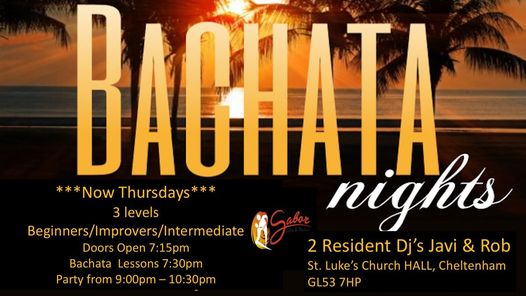 BACHATA
nights
***Now Thursdays***
3 levels
Beginners/Improvers/Intermediate
Doors Open 7:15pm
Bachata Lessons 7:30pm
Party from 9:00pm – 10:30pm
Sabor
2 Resident Dj's Javi & Rob
St. Luke's Church HALL, Cheltenham
GL53 7HP